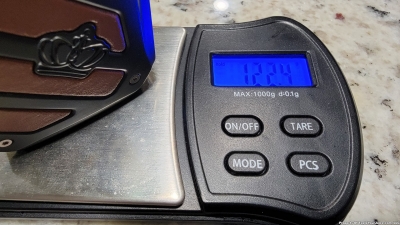 122.4
MAX 1000g d=0.1g
ON/OFF TARE
MODE PCS